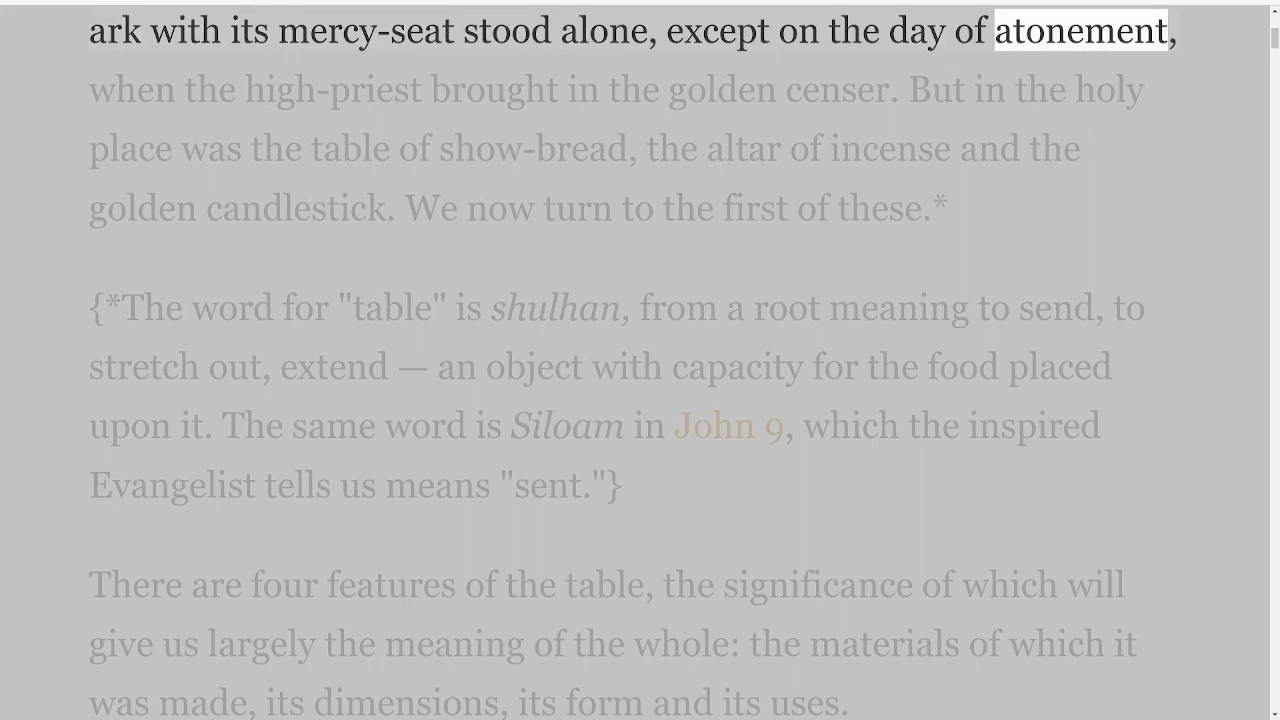 ark with its mercy-seat stood alone, except on the day of atonement,
when the high-priest brought in the golden censer. But in the holy
place was the table of show-bread, the altar of incense and the
golden candlestick. We now turn to the first of these.*
{*The word for "table" is shulhan, from a root meaning to send, to
stretch out, extend — an object with capacity for the food placed
upon it. The same word is Siloam in John 9, which the inspired
Evangelist tells us means "sent."}
There are four features of the table, the significance of which will
give us largely the meaning of the whole: the materials of which it
was made, its dimensions, its form and its uses.